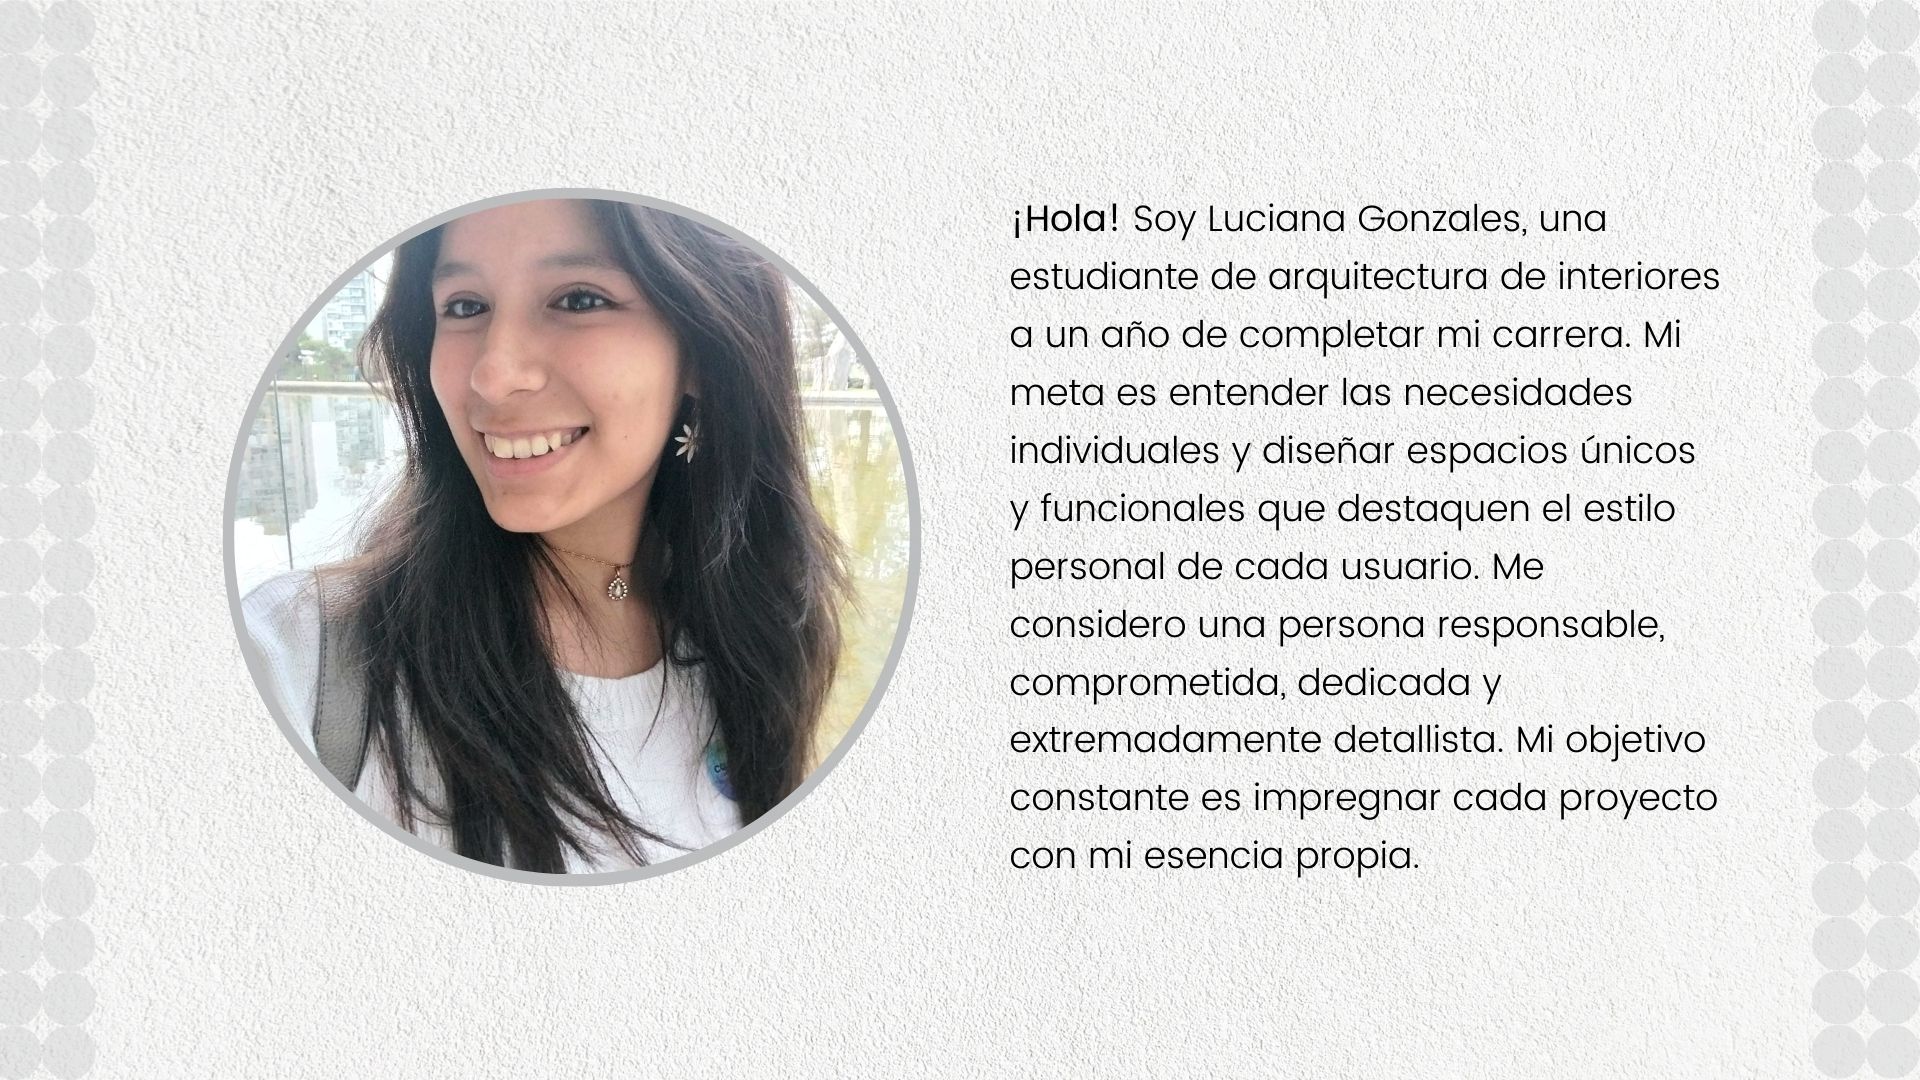 ¡Hola! Soy Luciana Gonzales, una
estudiante de arquitectura de interiores
a un año de completar mi carrera. Mi
meta es entender las necesidades
individuales y diseñar espacios únicos
y funcionales que destaquen el estilo
personal de cada usuario. Me
considero una persona responsable,
comprometida, dedicada y
extremadamente detallista. Mi objetivo
constante es impregnar cada proyecto
con mi esencia propia.